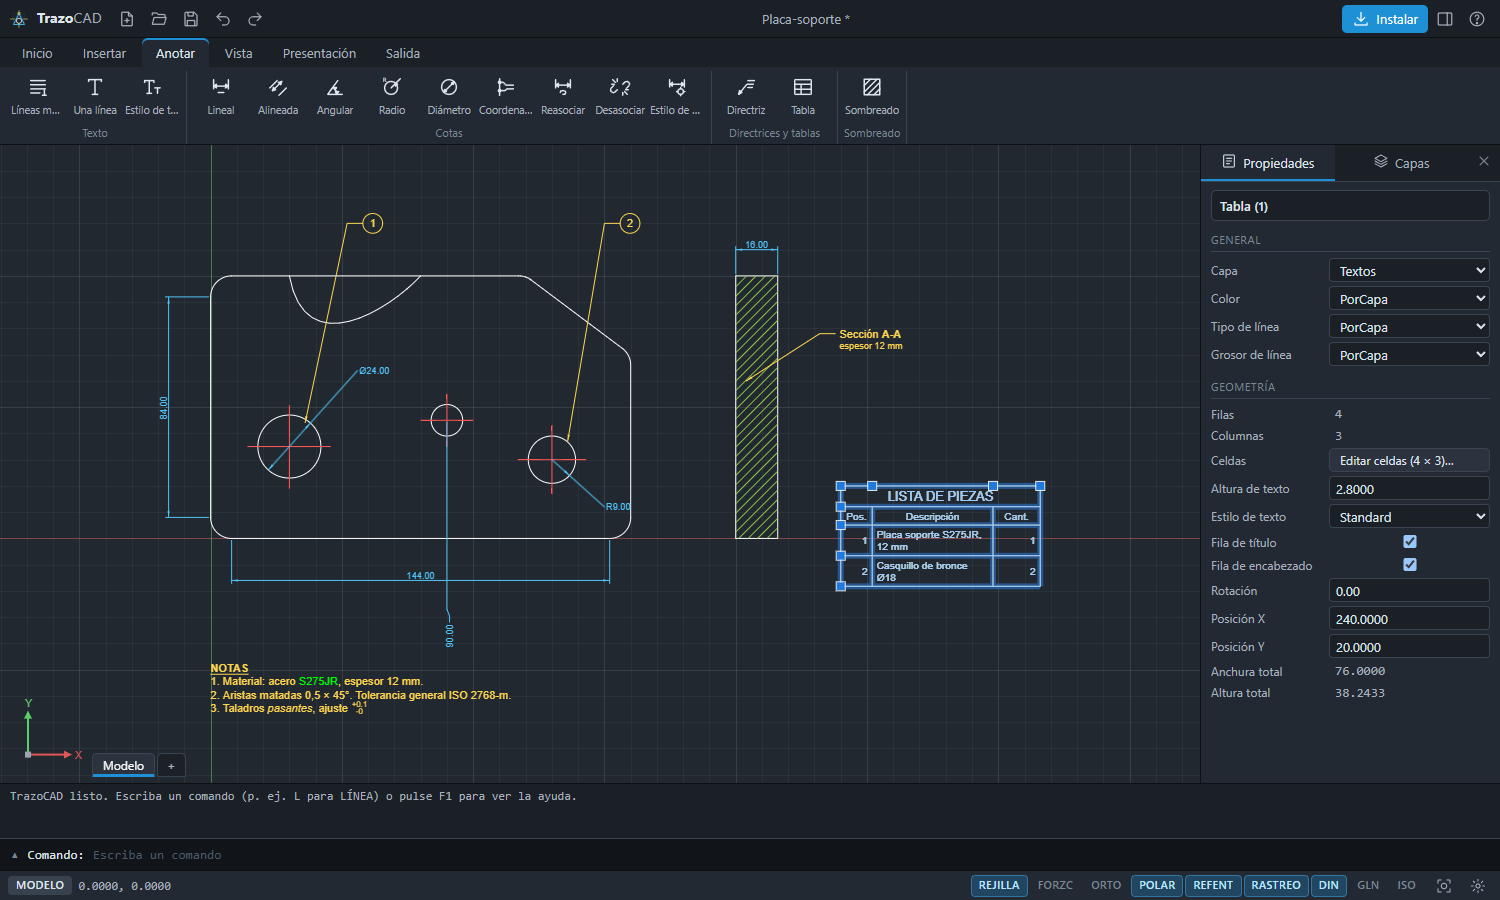 TrazoCAD
Placa-soporte *
Instalar
Inicio
Insertar
Anotar
Vista
Presentación
Salida
Líneas m...
Una línea
Estilo de t...
Lineal
Alineada
Angular
Radio
Diámetro
Coordena...
Reasociar
Desasociar
Estilo de ...
Directriz
Tabla
Sombreado
Texto
Cotas
Directrices y tablas
Sombreado
Propiedades
Capas
Tabla (1)
GENERAL
Capa
Textos
Color
PorCapa
Tipo de línea
PorCapa
Grosor de línea
PorCapa
GEOMETRÍA
Filas
4
Columnas
3
Celdas
Editar celdas (4 × 3)...
Altura de texto
2.8000
Estilo de texto
Standard
Fila de título
Fila de encabezado
Rotación
0.00
Posición X
240.0000
Posición Y
20.0000
Anchura total
76.0000
Altura total
38.2433
1
2
16.00
Sección A-A
espesor 12 mm
Ø24.00
84.00
R9.00
144.00
90.00
LISTA DE PIEZAS
Pos.
Descripción
Cant.
1
Placa soporte S275JR,
12 mm
1
2
Casquillo de bronce
Ø18
2
NOTAS
1. Material: acero S275JR, espesor 12 mm.
2. Aristas matadas 0,5 × 45°. Tolerancia general ISO 2768-m.
3. Taladros pasantes, ajuste +0.1
-0
Y
X
Modelo
+
TrazoCAD listo. Escriba un comando (p. ej. L para LÍNEA) o pulse F1 para ver la ayuda.
Comando: Escriba un comando
MODELO
0.0000, 0.0000
REJILLA
FORZC
ORTO
POLAR
REFENT
RASTREO
DIN
GLN
ISO